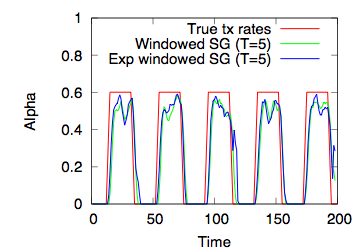 True tx rates
Windowed SG (T=5)
Exp windowed SG (T=5)
1
0.8
0.6
0.4
0.2
0
Alpha
0 50 100 150 200
Time